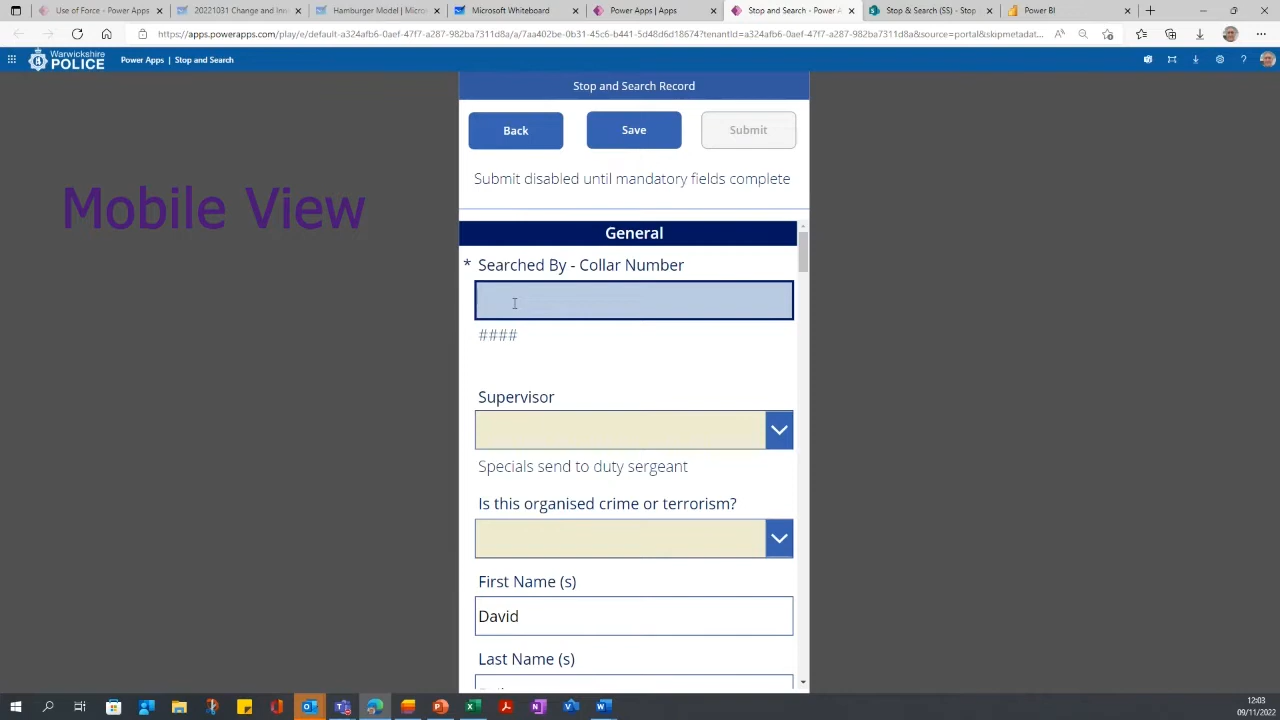 Use of Force - Power Apps
20221031 Change and Inn
Hamburger Model | Micros
Microsoft Whiteboard
Power Apps | Apps
Stop and Search - Power A
Stop & Search (SS) - Stop
Power BI
https://apps.powerapps.com/play/e/default-a324afb6-0aef-47f7-a287-982ba7311d8a/a/7aa402be-0b31-45c6-b441-5d48d6d18674?tenantId=a324afb6-0aef-47f7-a287-982ba7311d8a&source=portal&skipmetadat...
Warwickshire
POLICE
Power Apps | Stop and Search
Stop and Search Record
Back
Save
Submit
Submit disabled until mandatory fields complete
Mobile View
General
* Searched By - Collar Number
####
Supervisor
Specials send to duty sergeant
Is this organised crime or terrorism?
First Name (s)
David
Last Name (s)
12:03
09/11/2022